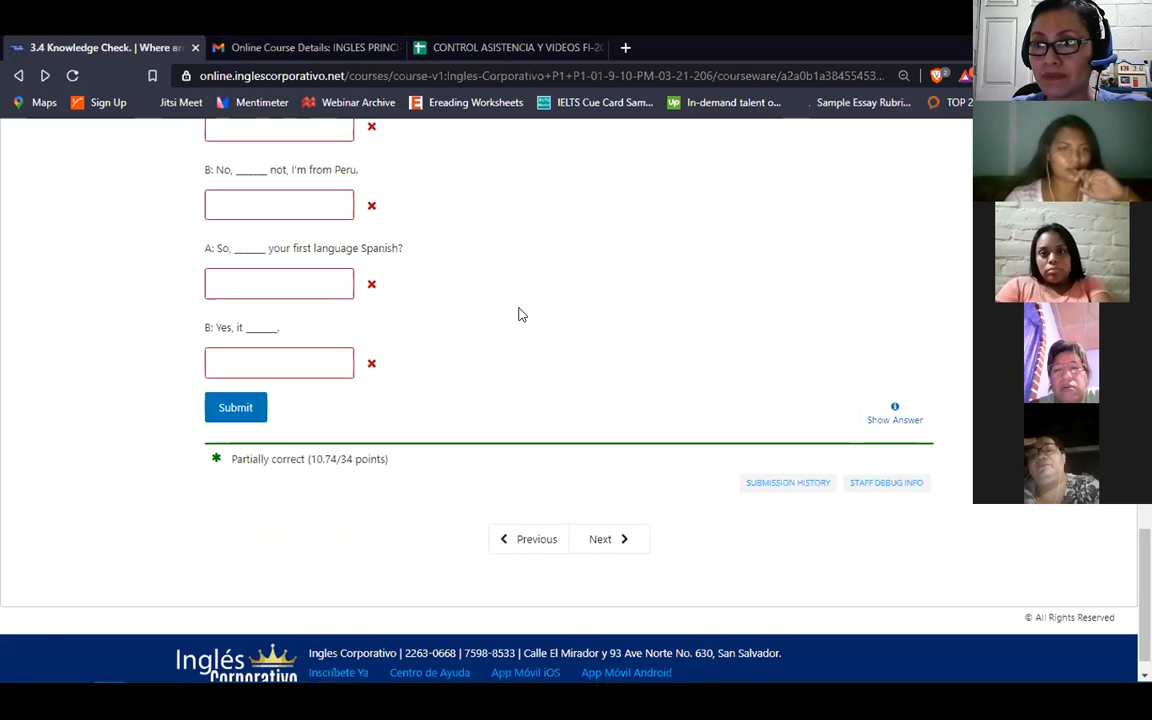 3.4 Knowledge Check. | Where an
Online Course Details: INGLES PRINCI
CONTROL ASISTENCIA Y VIDEOS FI-20
online.inglescorporativo.net/courses/course-v1:Ingles-Corporativo+P1+P1-01-9-10-PM-03-21-206/courseware/a2a0b1a38455453...
Maps
Sign Up
Jitsi Meet
Mentimeter
Webinar Archive
Ereading Worksheets
IELTS Cue Card Sam...
In-demand talent o...
Sample Essay Rubri...
TOP 2
B: No, ______ not, I'm from Peru.
A: So, ______ your first language Spanish?
B: Yes, it ______.
Submit
Show Answer
Partially correct (10.74/34 points)
SUBMISSION HISTORY
STAFF DEBUG INFO
Previous
Next
© All Rights Reserved
Inglés Corporativo
Ingles Corporativo | 2263-0668 | 7598-8533 | Calle El Mirador y 93 Ave Norte No. 630, San Salvador.
Inscríbete Ya
Centro de Ayuda
App Móvil iOS
App Móvil Android